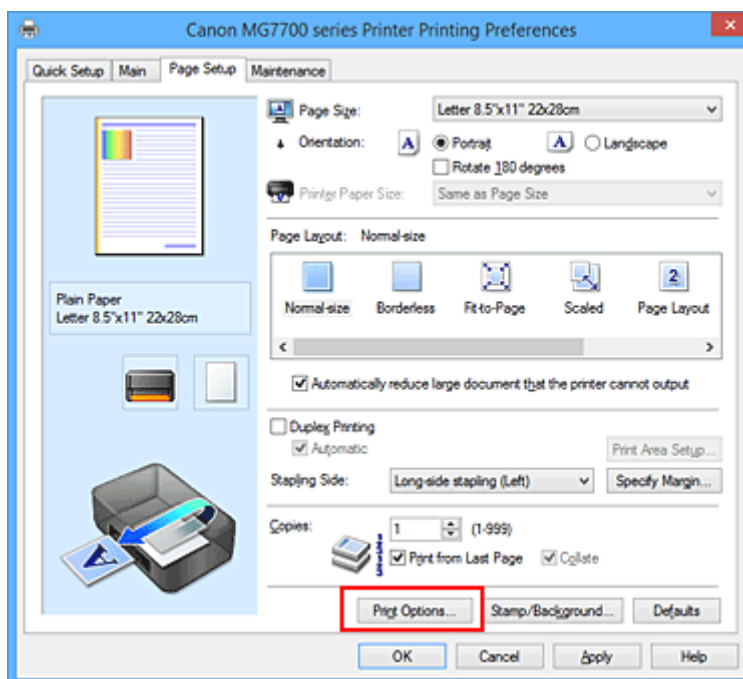 Canon MG7700 series Printer Printing Preferences
Quick Setup Main Page Setup Maintenance
Page Size: Letter 8.5"x11" 22x28cm
Orientation: A Portrait A Landscape
Rotate 180 degrees
Printer Paper Size: Same as Page Size
Page Layout: Normal-size
2
Normal-size Borderless Fit-to-Page Scaled Page Layout
Plain Paper
Letter 8.5"x11" 22x28cm
Automatically reduce large document that the printer cannot output
Duplex Printing
Automatic Print Area Setup...
Stapling Side: Long-side stapling (Left) Specify Margin...
Copies: 1 (1-999)
Print from Last Page Collate
A
Print Options... Stamp/Background... Defaults
OK Cancel Apply Help